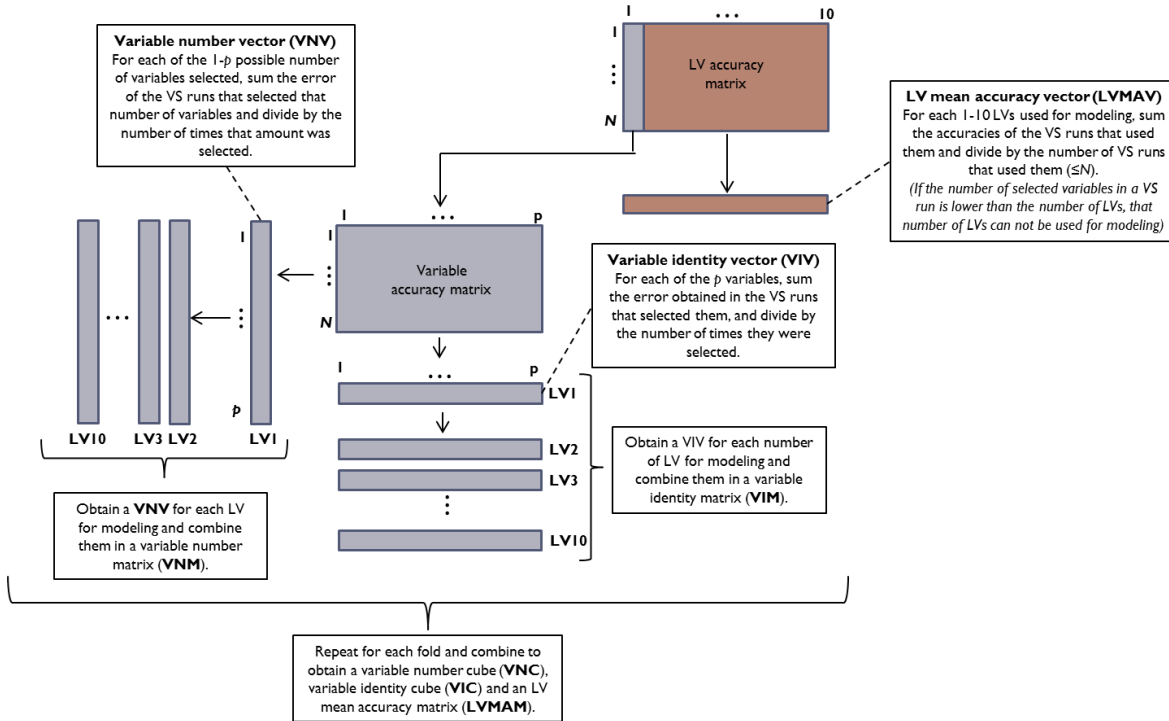 Variable number vector (VNV)
For each of the 1-p possible number
of variables selected, sum the error
of the VS runs that selected that
number of variables and divide by the
number of times that amount was
selected.
1
...
10
1
⋮
N
LV accuracy
matrix
LV mean accuracy vector (LVMAV)
For each 1-10 LVs used for modeling, sum
the accuracies of the VS runs that used
them and divide by the number of VS runs
that used them (≤N).
(If the number of selected variables in a VS
run is lower than the number of LVs, that
number of LVs can not be used for modeling)
1
...
p
1
⋮
N
Variable
accuracy matrix
1
⋮
p
...
LV10
LV3
LV2
LV1
Variable identity vector (VIV)
For each of the p variables, sum
the error obtained in the VS runs
that selected them, and divide by
the number of times they were
selected.
1
...
p
LV1
LV2
LV3
⋮
LV10
Obtain a VIV for each number
of LV for modeling and
combine them in a variable
identity matrix (VIM).
Obtain a VNV for each LV
for modeling and combine
them in a variable number
matrix (VNM).
Repeat for each fold and combine to
obtain a variable number cube (VNC),
variable identity cube (VIC) and an LV
mean accuracy matrix (LVMAM).